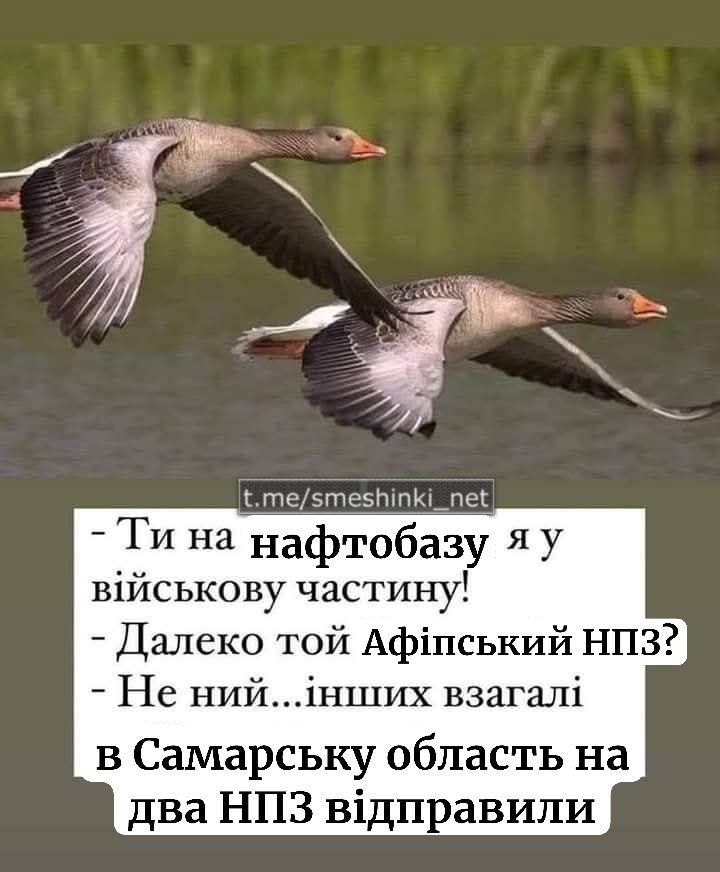 t.me/smeshinki_net
- Ти на нафтобазу я у
військову частину!
- Далеко той Афіпський НПЗ?
- Не ний...інших взагалі
в Самарську область на
два НПЗ відправили